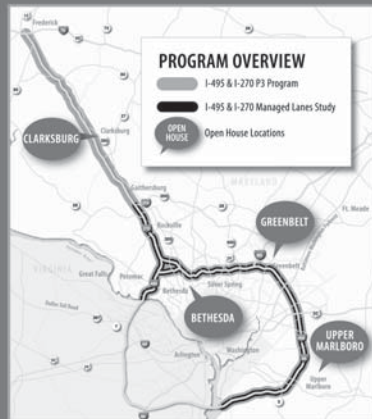 PROGRAM OVERVIEW
I-495 & I-270 P3 Program
I-495 & I-270 Managed Lanes Study
OPEN
HOUSE
Open House Locations
Frederick
CLARKSBURG
Clarksburg
Gaithersburg
MARYLAND
Rockville
GREENBELT
Ft. Meade
VIRGINIA
Great Falls
Potomac
Greenbelt
Silver Spring
Bethesda
Dulles Toll Road
BETHESDA
Arlington
Washington
UPPER
MARLBORO
Upper
Marlboro